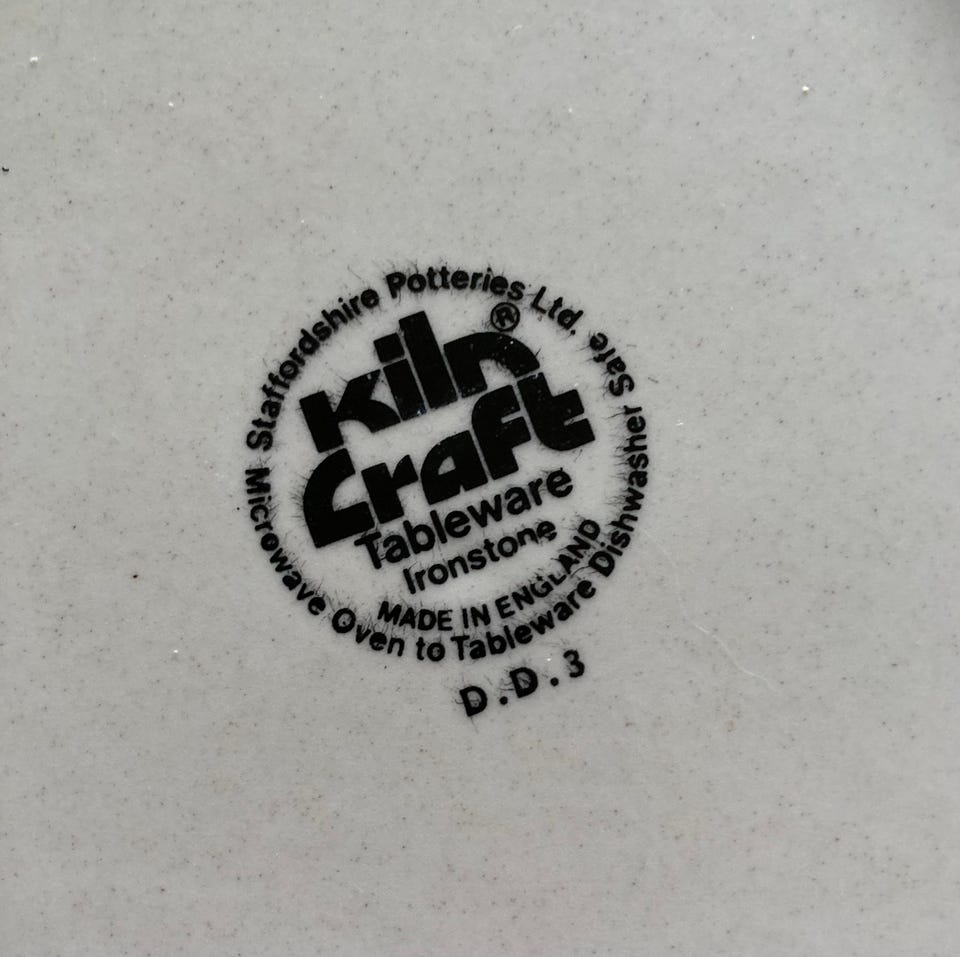 Staffordshire Potteries Ltd.
Kiln ®
Craft
Tableware
Ironstone
MADE IN ENGLAND
Microwave Oven to Tableware Dishwasher Safe
D.D.3